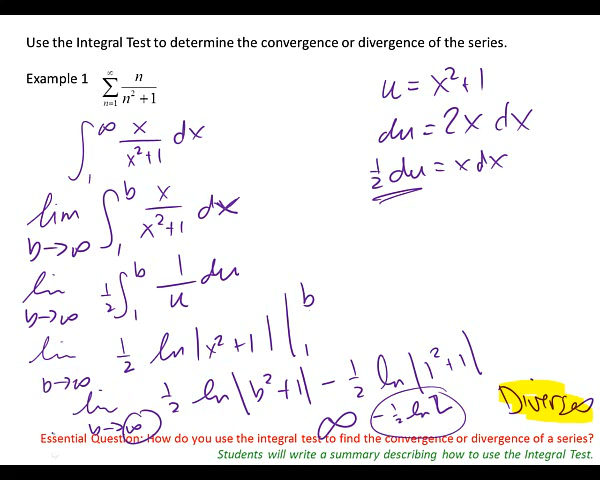 Use the Integral Test to determine the convergence or divergence of the series.
Example 1 ∑_{n=1}^{∞} n/(n²+1)
u = x²+1
du = 2x dx
½ du = x dx
∫₁^∞ x/(x²+1) dx
lim b→∞ ∫₁^b x/(x²+1) dx
lim b→∞ ½ ∫₁^b 1/u du
lim b→∞ ½ ln|x²+1| |₁^b
lim b→∞ ½ ln|b²+1| - ½ ln|1²+1|
∞ - ½ ln 2
Diverges
Essential Question: How do you use the integral test to find the convergence or divergence of a series?
Students will write a summary describing how to use the Integral Test.